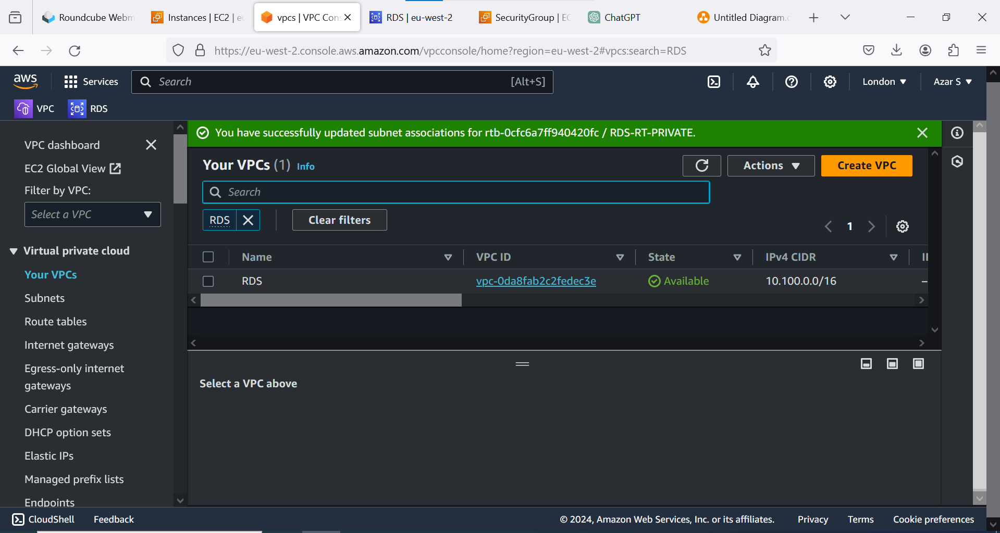 Roundcube Webm
Instances | EC2 | eu
vpcs | VPC Cons
RDS | eu-west-2
SecurityGroup | EC
ChatGPT
Untitled Diagram.c
https://eu-west-2.console.aws.amazon.com/vpcconsole/home?region=eu-west-2#vpcs:search=RDS
aws
Services
Search
[Alt+S]
London
Azar S
VPC
RDS
You have successfully updated subnet associations for rtb-0cfc6a7ff940420fc / RDS-RT-PRIVATE.
VPC dashboard
EC2 Global View
Filter by VPC:
Select a VPC
Virtual private cloud
Your VPCs
Subnets
Route tables
Internet gateways
Egress-only internet
gateways
Carrier gateways
DHCP option sets
Elastic IPs
Managed prefix lists
Endpoints
Your VPCs (1) Info
Actions
Create VPC
Search
RDS
Clear filters
1
Name
VPC ID
State
IPv4 CIDR
RDS
vpc-0da8fab2c2fedec3e
Available
10.100.0.0/16
–
Select a VPC above
CloudShell
Feedback
© 2024, Amazon Web Services, Inc. or its affiliates.
Privacy
Terms
Cookie preferences